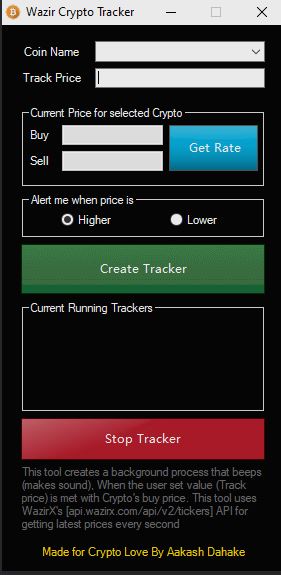 Wazir Crypto Tracker
Coin Name
Track Price
Current Price for selected Crypto
Buy
Get Rate
Sell
Alert me when price is
Higher Lower
Create Tracker
Current Running Trackers
Stop Tracker
This tool creates a background process that beeps
(makes sound), When the user set value (Track
price) is met with Crypto's buy price. This tool uses
WazirX's [api.wazirx.com/api/v2/tickers] API for
getting latest prices every second
Made for Crypto Love By Aakash Dahake